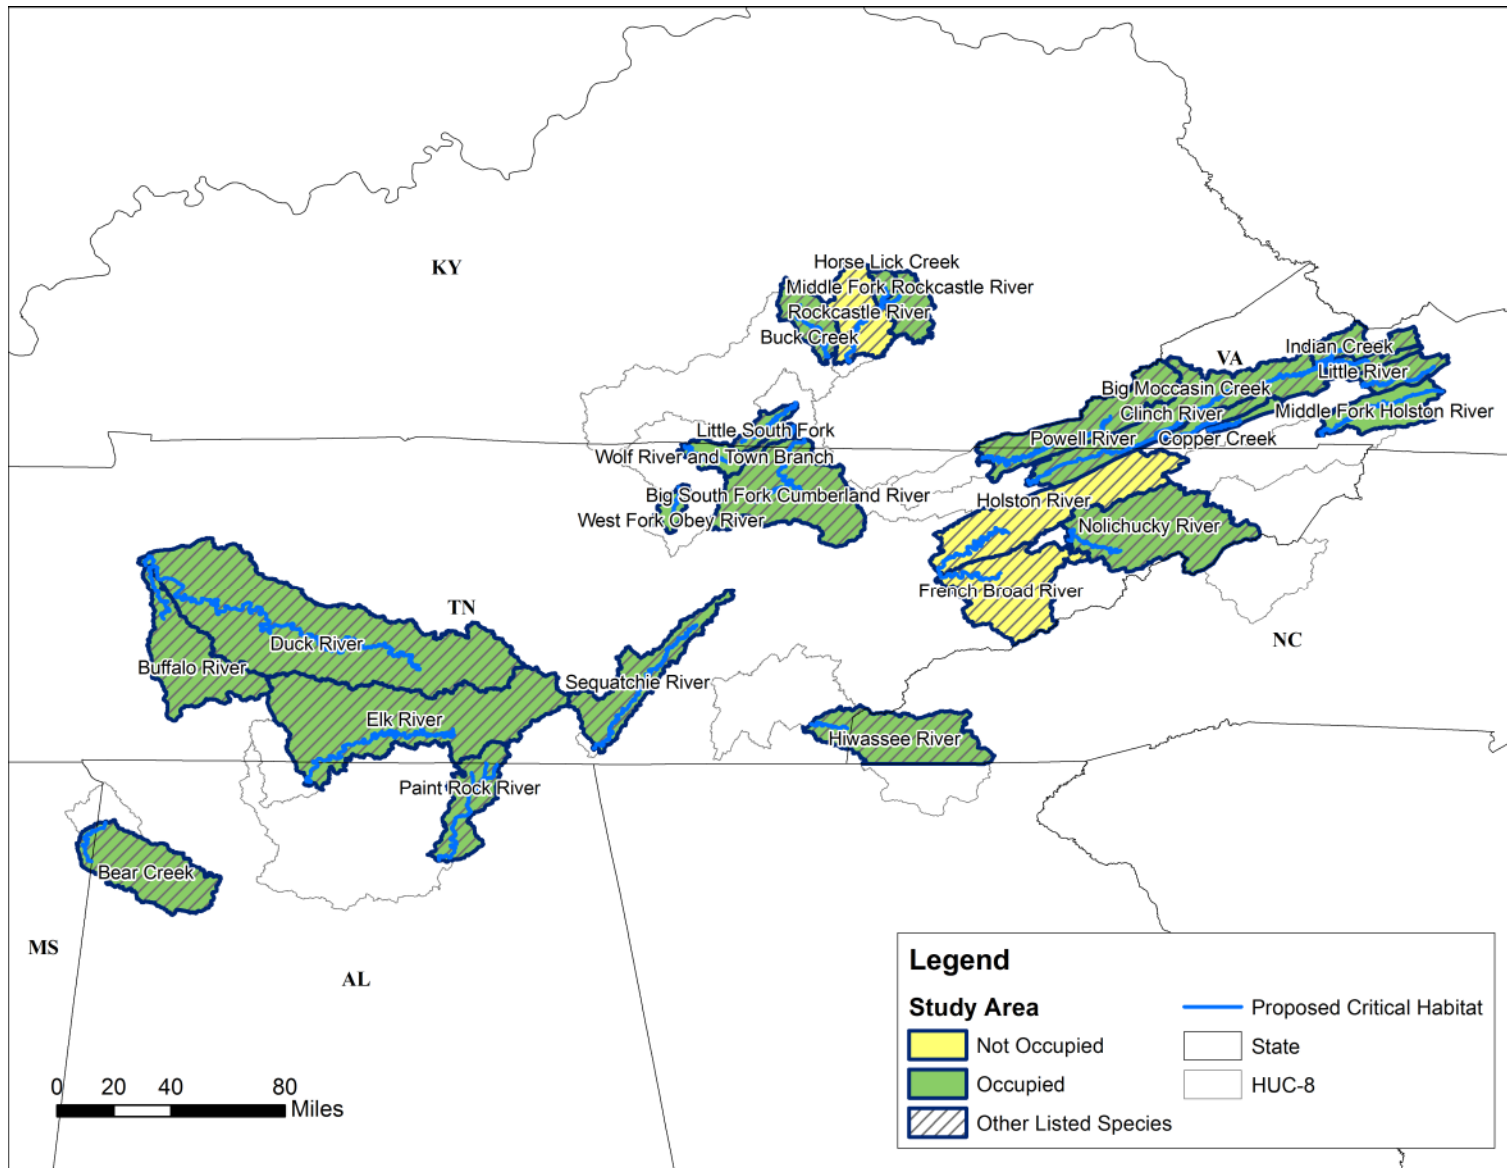 Horse Lick Creek
KY
Middle Fork Rockcastle River
Rockcastle River
Buck Creek
Indian Creek
VA
Little River
Big Moccasin Creek
Clinch River
Middle Fork Holston River
Little South Fork
Powell River
Copper Creek
Wolf River and Town Branch
Big South Fork Cumberland River
Holston River
West Fork Obey River
Nolichucky River
French Broad River
TN
Duck River
NC
Buffalo River
Sequatchie River
Elk River
Hiwassee River
Paint Rock River
Bear Creek
MS
AL
Legend
Study Area
Not Occupied
Occupied
Other Listed Species
Proposed Critical Habitat
State
HUC-8
0 20 40 80
Miles